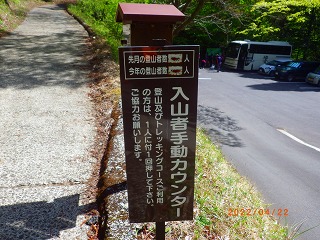 先月の登山者数 人
今年の登山者数 人
入山者手動カウンター
登山及びトレッキングコースご利用
の方は、1人に付1回押して下さい。
ご協力お願いします。
2022/04/22